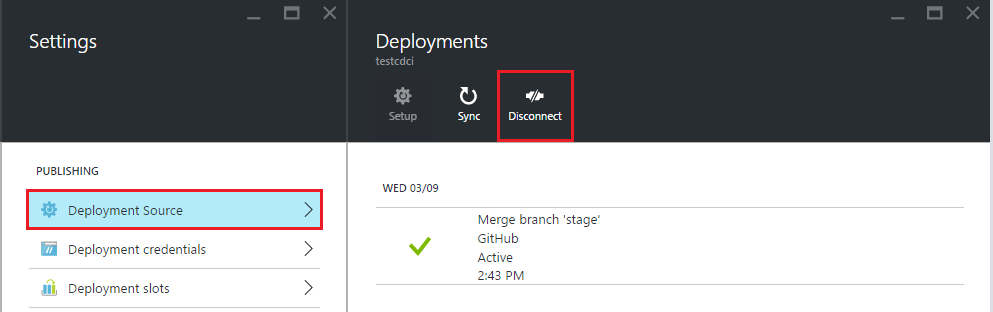 Settings
PUBLISHING
Deployment Source
Deployment credentials
Deployment slots
Deployments
testcdci
Setup
Sync
Disconnect
WED 03/09
Merge branch 'stage'
GitHub
Active
2:43 PM